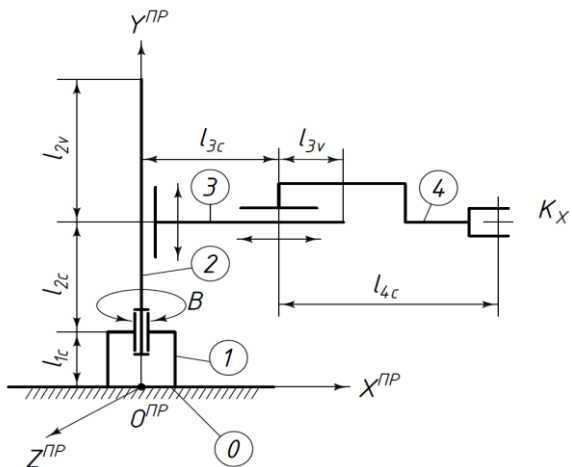 Y^ПР
l_2v
l_3c
l_3v
3
4
K_X
2
l_2c
B
l_4c
l_1c
1
X^ПР
O^ПР
Z^ПР
0